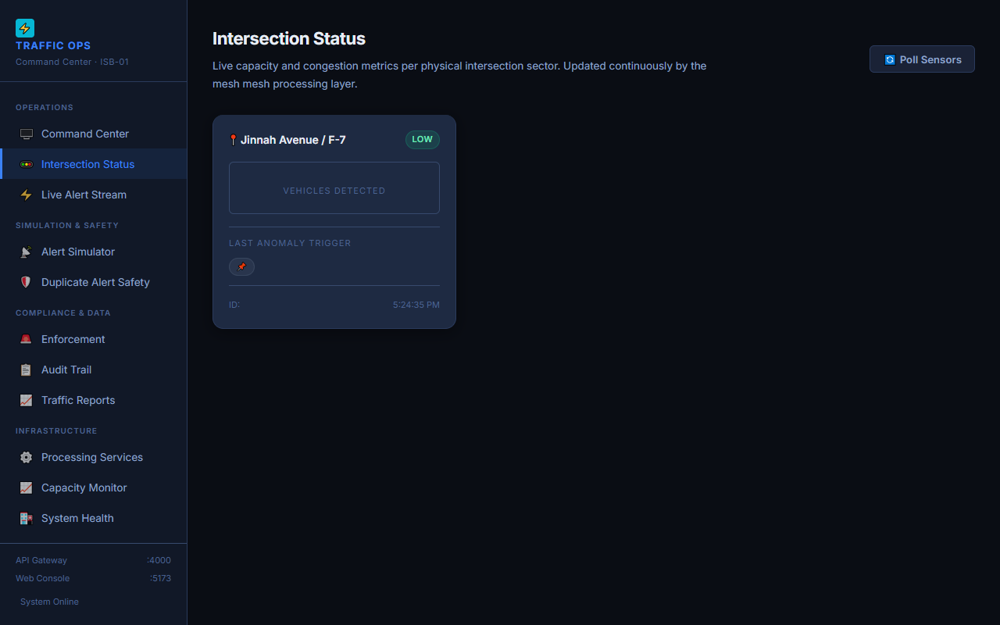 TRAFFIC OPS
Command Center · ISB-01
OPERATIONS
Command Center
Intersection Status
Live Alert Stream
SIMULATION & SAFETY
Alert Simulator
Duplicate Alert Safety
COMPLIANCE & DATA
Enforcement
Audit Trail
Traffic Reports
INFRASTRUCTURE
Processing Services
Capacity Monitor
System Health
API Gateway :4000
Web Console :5173
System Online
Intersection Status
Live capacity and congestion metrics per physical intersection sector. Updated continuously by the
mesh mesh processing layer.
Poll Sensors
Jinnah Avenue / F-7 LOW
VEHICLES DETECTED
LAST ANOMALY TRIGGER
ID: 5:24:35 PM